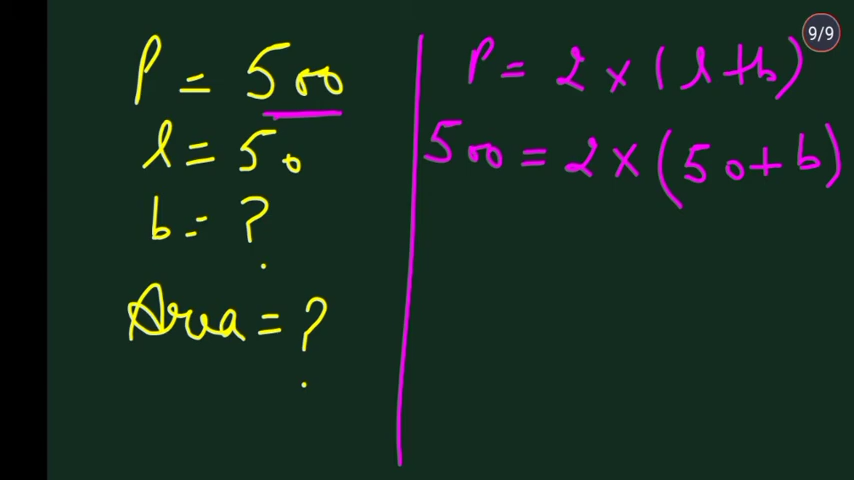 P = 500
l = 50
b = ?
Area = ?
P = 2 × (l+b)
500 = 2 × (50+b)
9/9